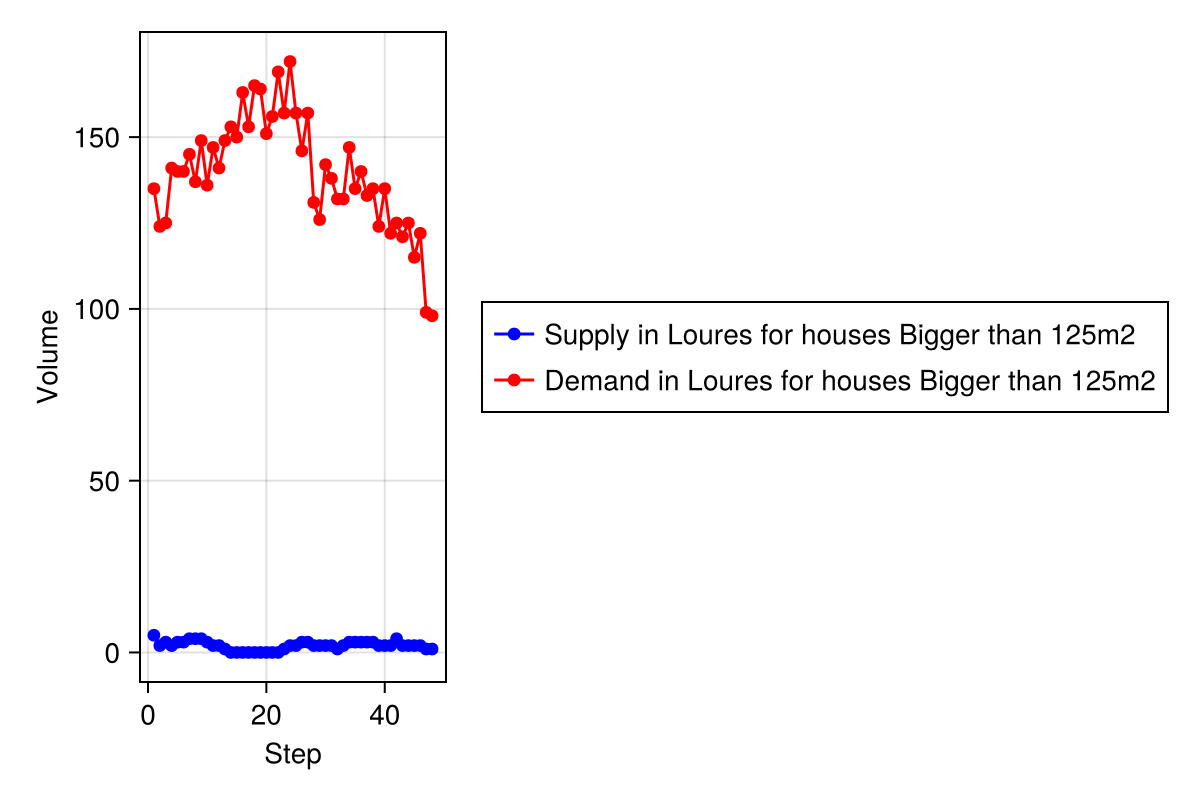 Volume
150
100
50
0
0 20 40
Step
Supply in Loures for houses Bigger than 125m2
Demand in Loures for houses Bigger than 125m2